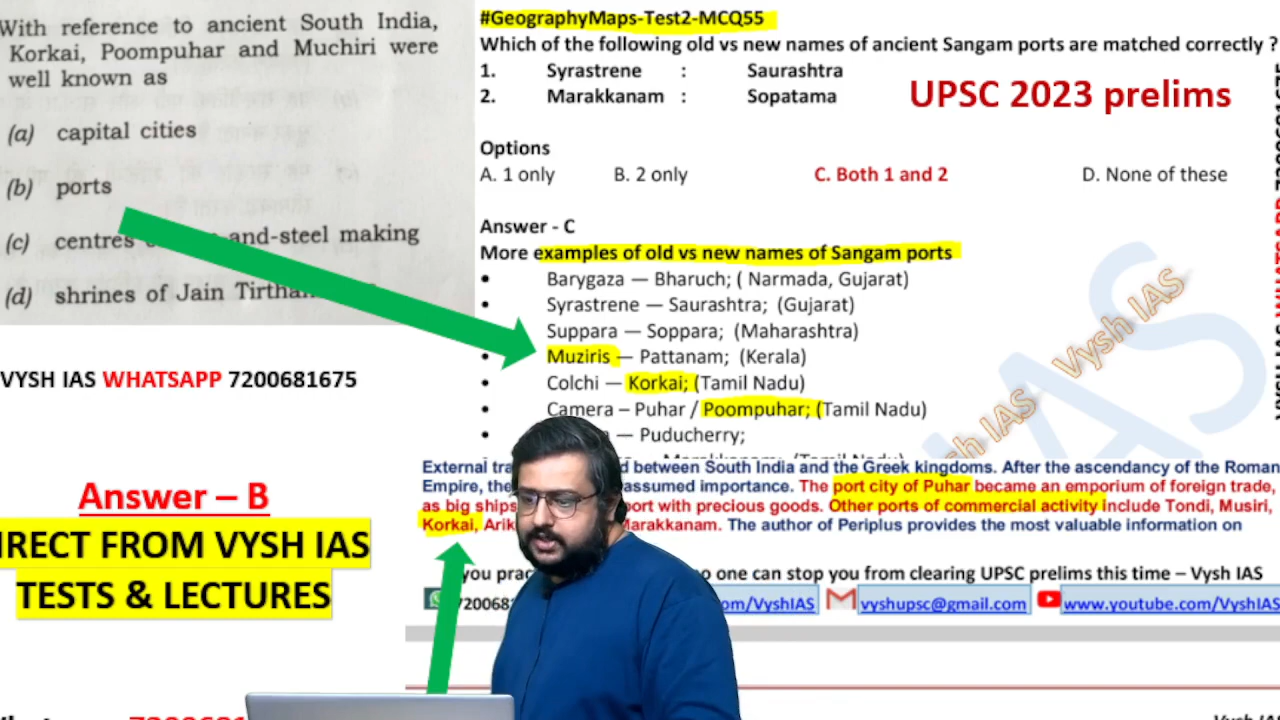 With reference to ancient South India,
Korkai, Poompuhar and Muchiri were
well known as
(a) capital cities
(b) ports
(c) centres and-steel making
(d) shrines of Jain
VYSH IAS WHATSAPP 7200681675
Answer – B
DIRECT FROM VYSH IAS
TESTS & LECTURES
#GeographyMaps-Test2-MCQ55
Which of the following old vs new names of ancient Sangam ports are matched correctly ?
1. Syrastrene : Saurashtra
2. Marakkanam : Sopatama
UPSC 2023 prelims
Options
A. 1 only B. 2 only C. Both 1 and 2 D. None of these
Answer - C
More examples of old vs new names of Sangam ports
• Barygaza — Bharuch; ( Narmada, Gujarat)
• Syrastrene — Saurashtra; (Gujarat)
Suppara — Soppara; (Maharashtra)
• Muziris — Pattanam; (Kerala)
• Colchi — Korkai; (Tamil Nadu)
• Camera – Puhar / Poompuhar; (Tamil Nadu)
• — Puducherry;
External between South India and the Greek kingdoms. After the ascendancy of the Roman
Empire, the assumed importance. The port city of Puhar became an emporium of foreign trade,
as big ships port with precious goods. Other ports of commercial activity include Tondi, Musiri,
Korkai, Marakkanam. The author of Periplus provides the most valuable information on
you no one can stop you from clearing UPSC prelims this time – Vysh IAS
com/VyshIAS vyshupsc@gmail.com www.youtube.com/VyshIAS
Vysh IAS